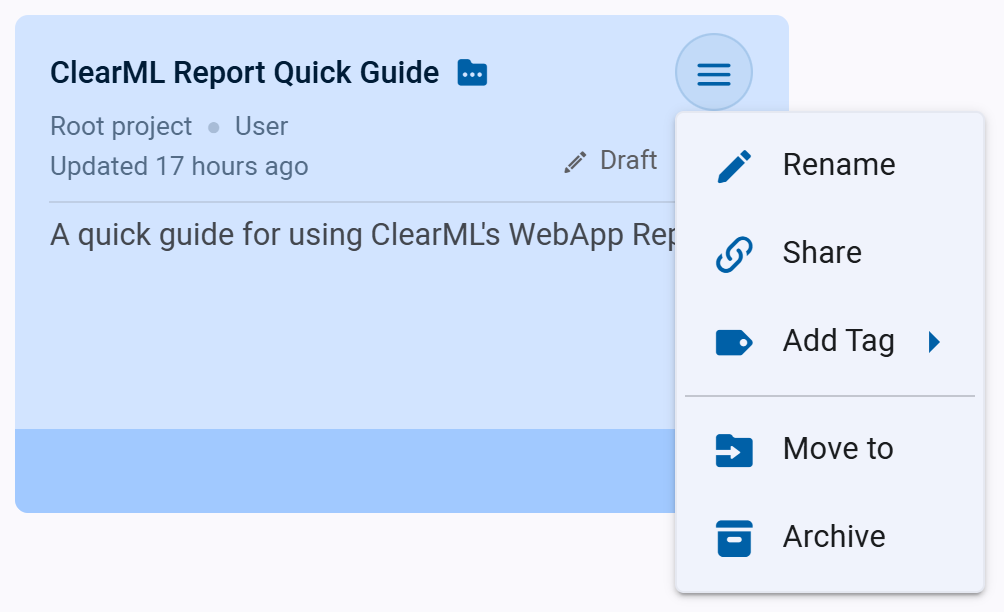 ClearML Report Quick Guide
Root project • User
Updated 17 hours ago
Draft
A quick guide for using ClearML's WebApp
Rename
Share
Add Tag
Move to
Archive